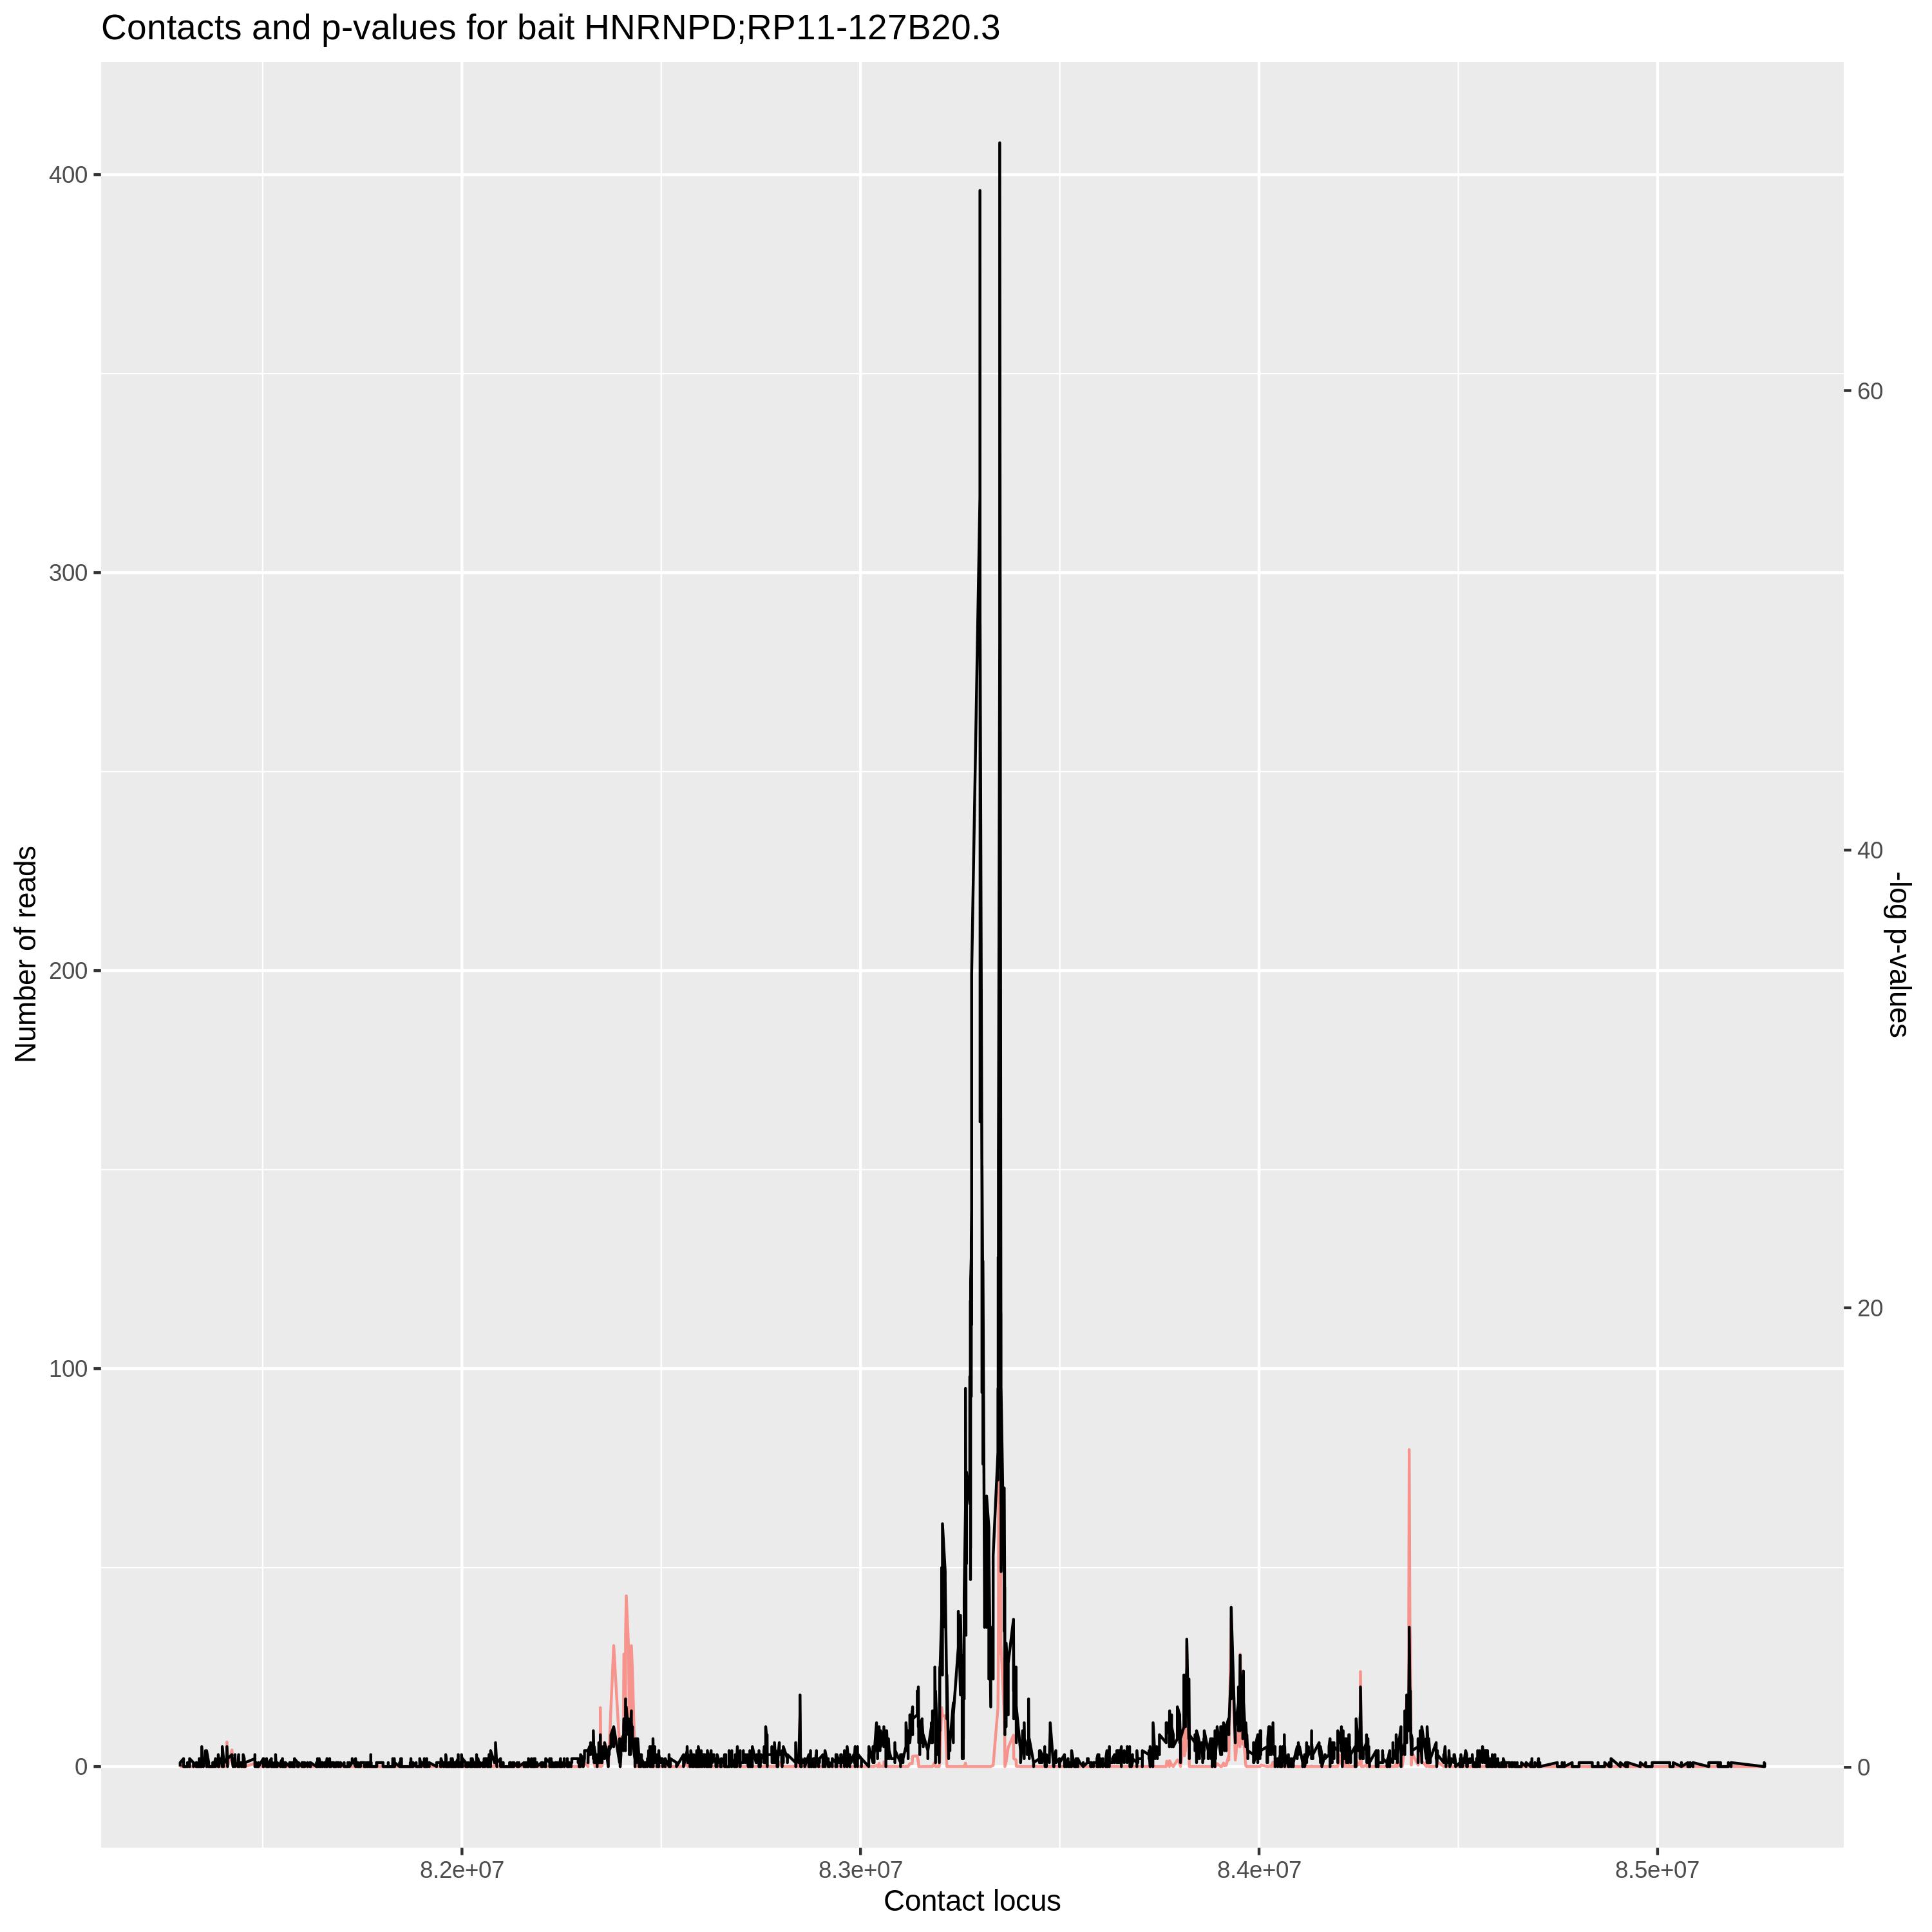 Contacts and p-values for bait HNRNPD;RP11-127B20.3
400
300
200
100
0
Number of reads
60
40
20
0
-log p-values
8.2e+07
8.3e+07
8.4e+07
8.5e+07
Contact locus